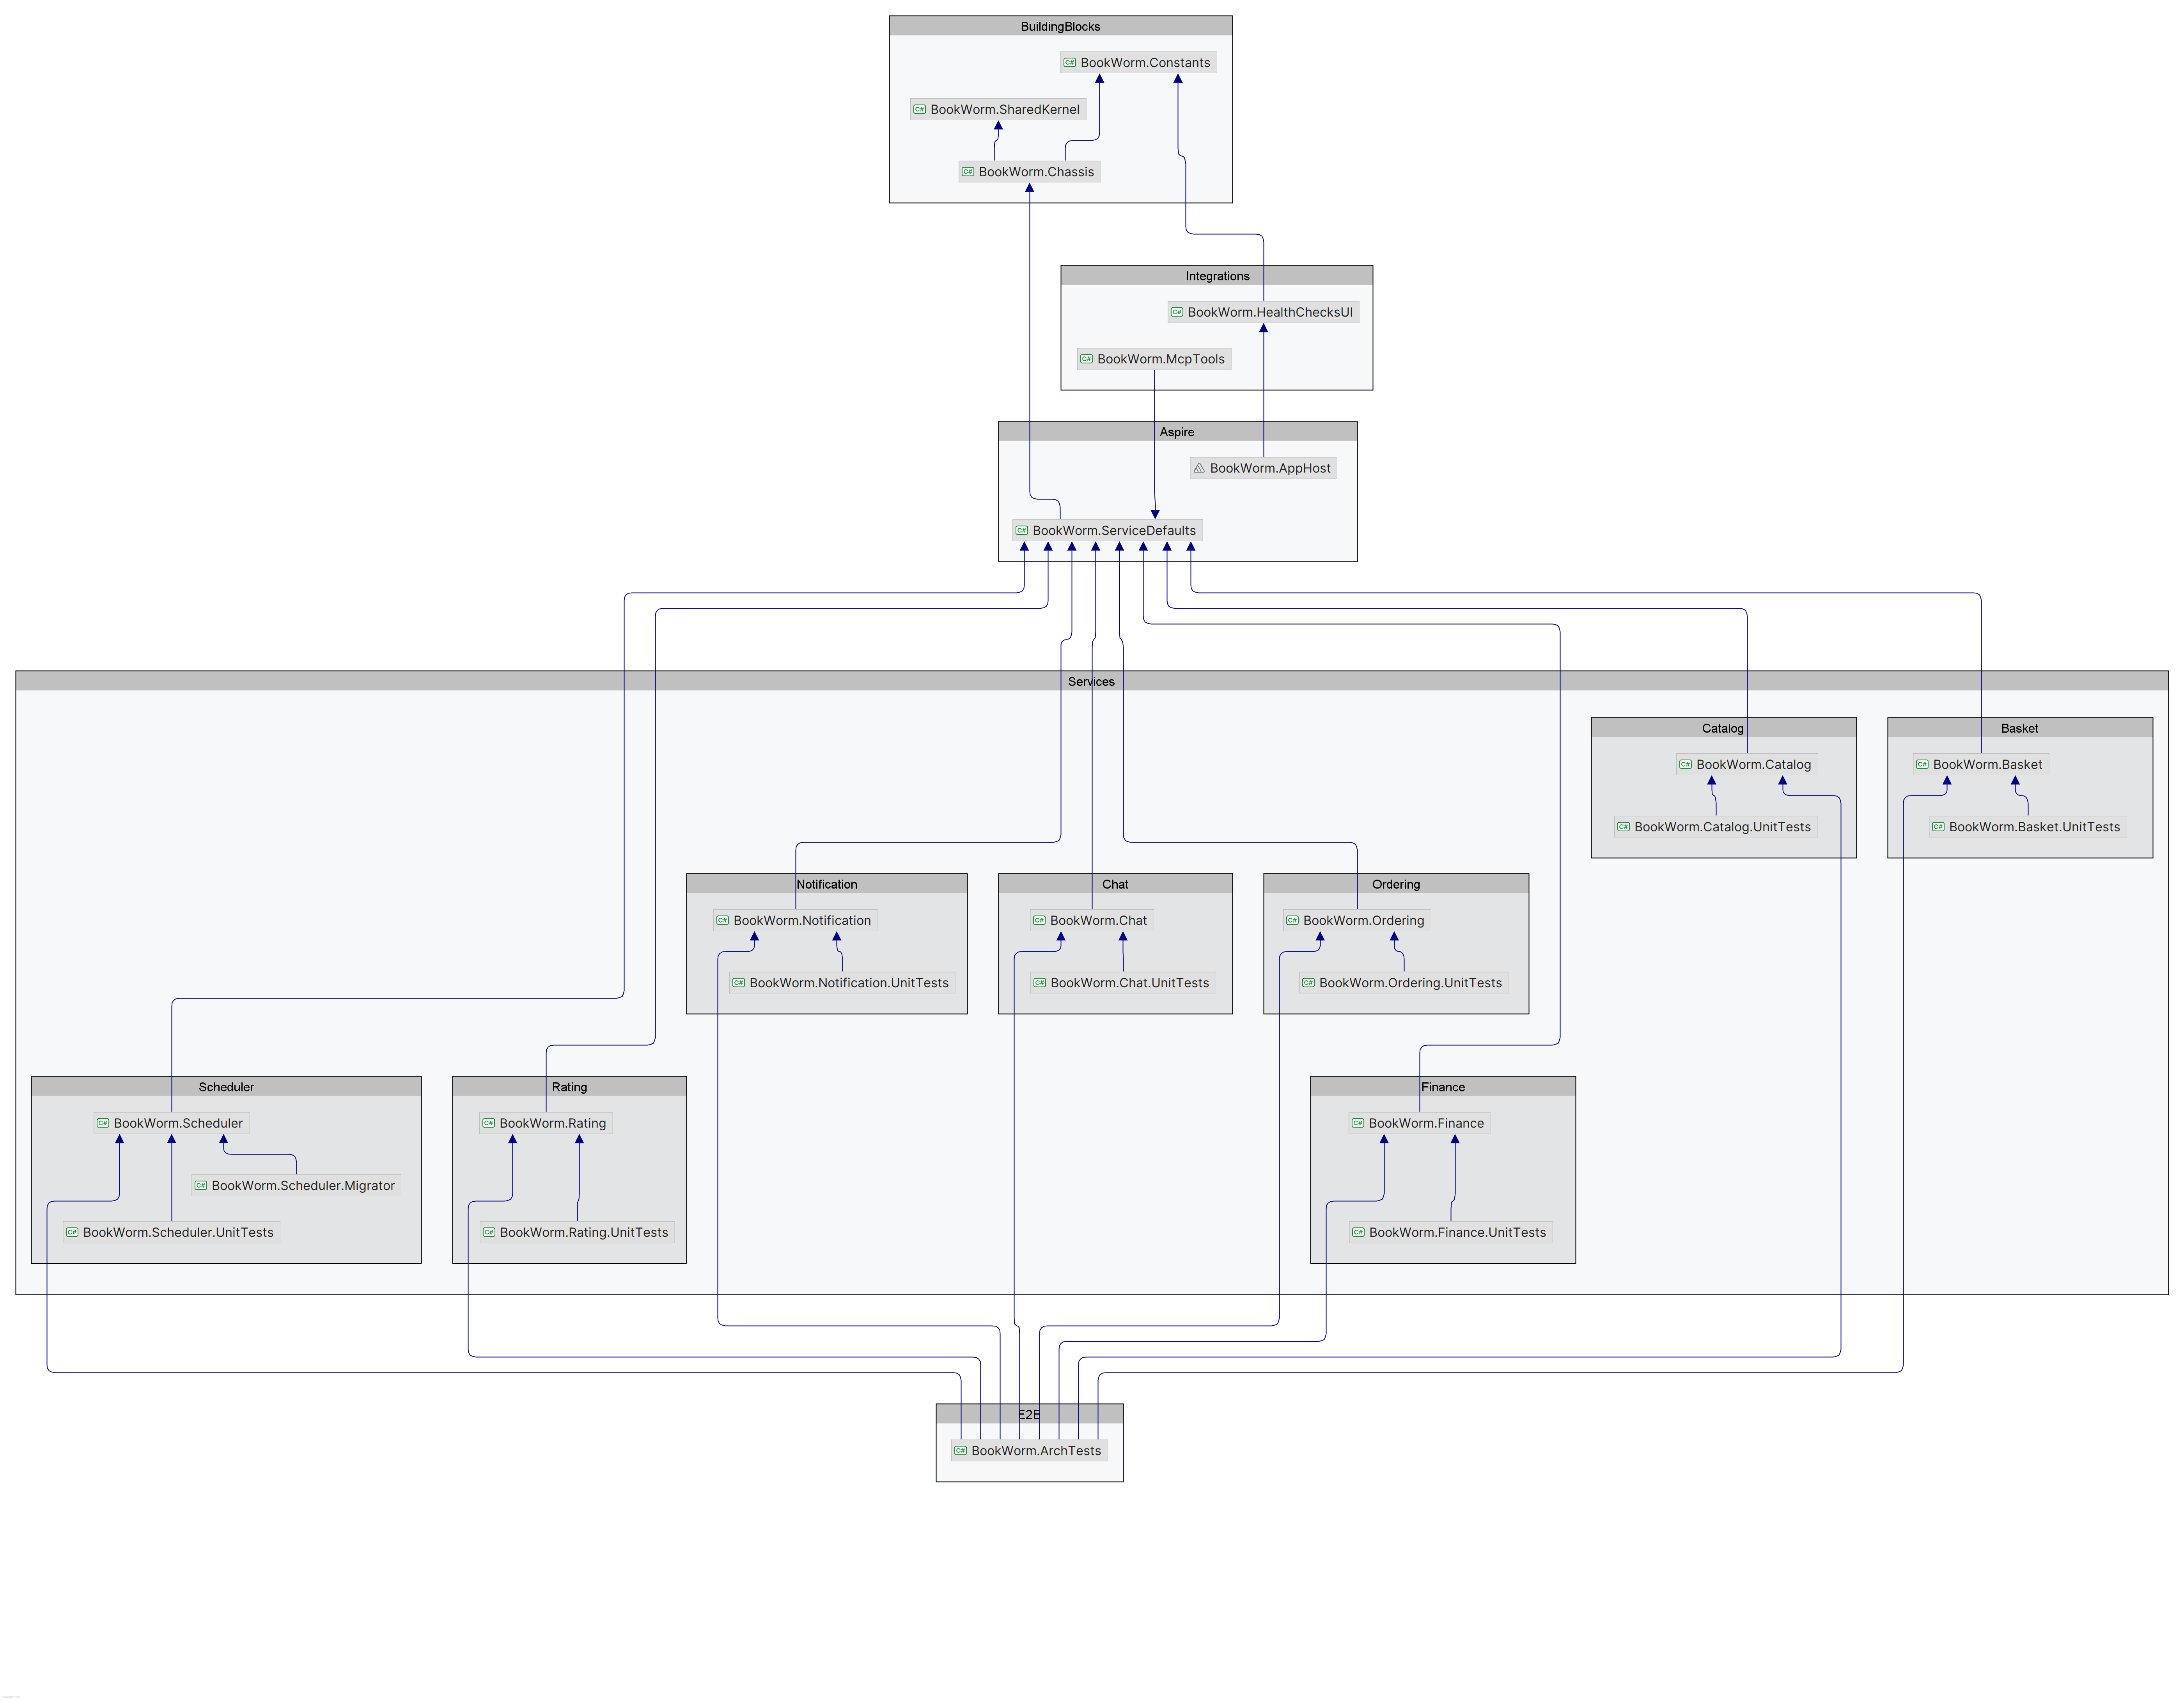 BuildingBlocks
C# BookWorm.Constants
C# BookWorm.SharedKernel
C# BookWorm.Chassis
Integrations
C# BookWorm.HealthChecksUI
C# BookWorm.McpTools
Aspire
BookWorm.AppHost
C# BookWorm.ServiceDefaults
Services
Catalog
Basket
C# BookWorm.Catalog
C# BookWorm.Basket
C# BookWorm.Catalog.UnitTests
C# BookWorm.Basket.UnitTests
Notification
Chat
Ordering
C# BookWorm.Notification
C# BookWorm.Chat
C# BookWorm.Ordering
C# BookWorm.Notification.UnitTests
C# BookWorm.Chat.UnitTests
C# BookWorm.Ordering.UnitTests
Scheduler
Rating
Finance
C# BookWorm.Scheduler
C# BookWorm.Rating
C# BookWorm.Finance
C# BookWorm.Scheduler.Migrator
C# BookWorm.Scheduler.UnitTests
C# BookWorm.Rating.UnitTests
C# BookWorm.Finance.UnitTests
E2E
C# BookWorm.ArchTests